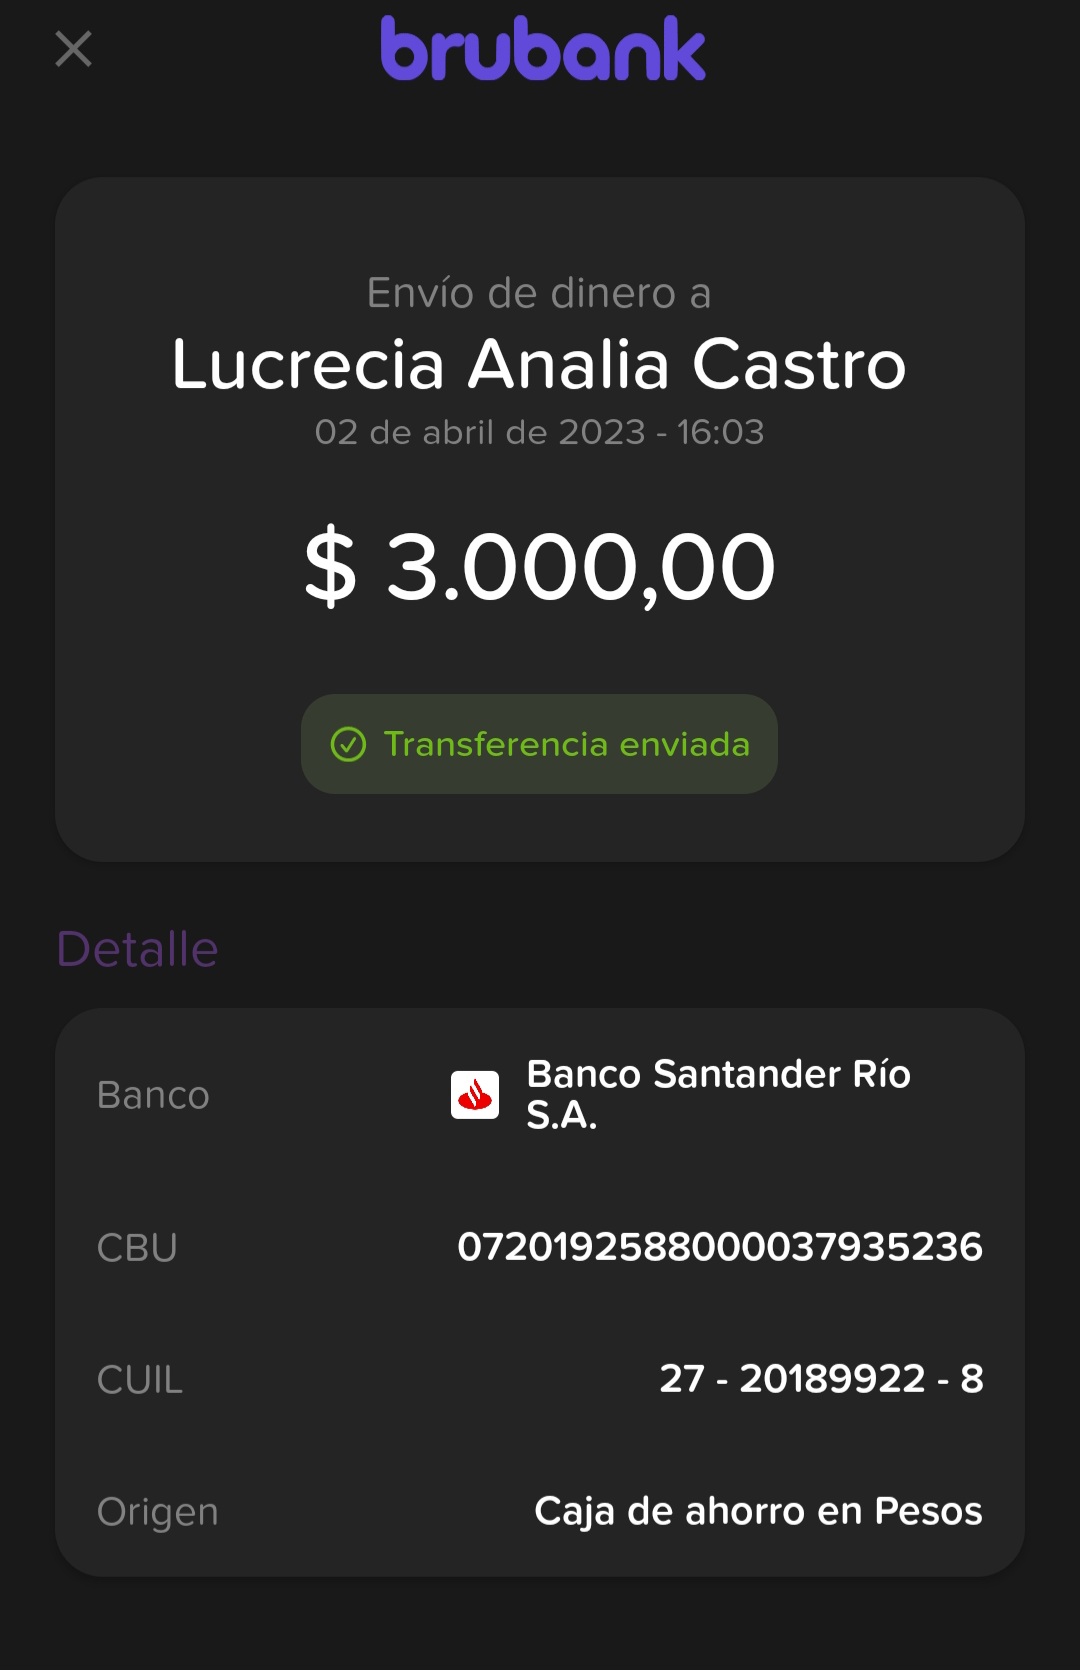 brubank
Envío de dinero a
Lucrecia Analia Castro
02 de abril de 2023 - 16:03
$ 3.000,00
Transferencia enviada
Detalle
Banco
Banco Santander Río
S.A.
CBU
0720192588000037935236
CUIL
27 - 20189922 - 8
Origen
Caja de ahorro en Pesos